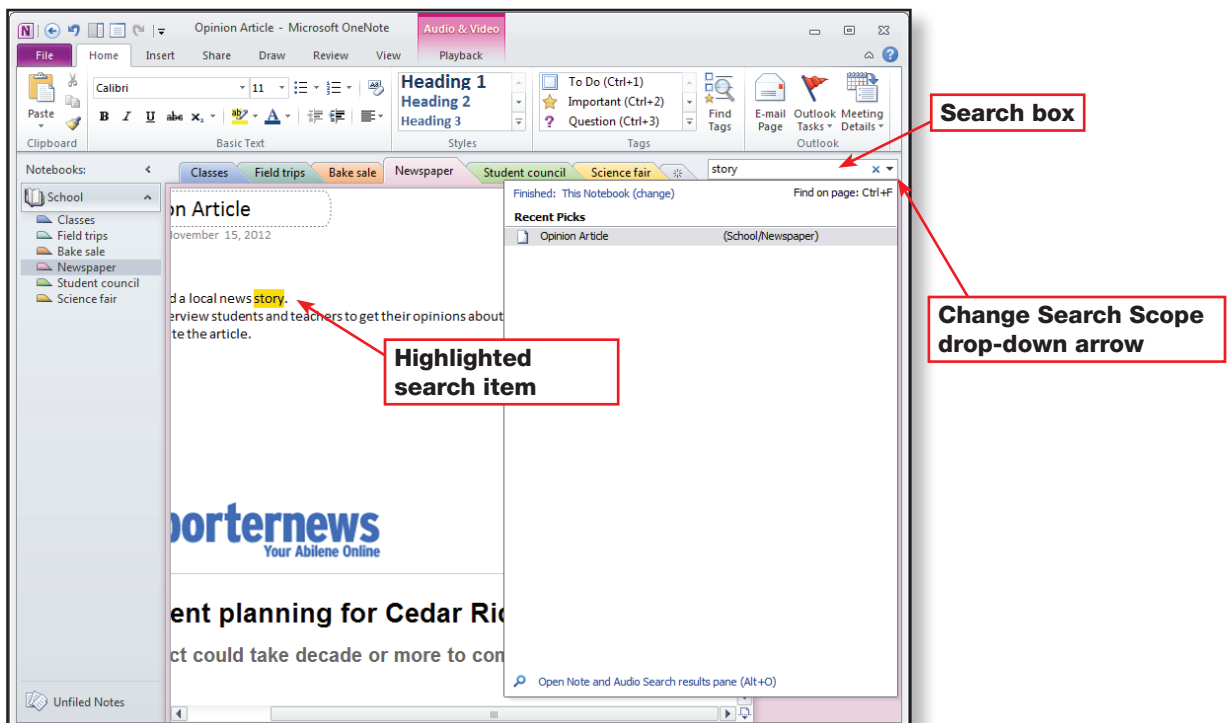 Opinion Article - Microsoft OneNote
Audio & Video
File Home Insert Share Draw Review View Playback
Paste
Clipboard
Calibri 11
B I U abc x,
ab A
Basic Text
Heading 1
Heading 2
Heading 3
Styles
To Do (Ctrl+1)
Important (Ctrl+2)
? Question (Ctrl+3)
Find
Tags
Tags
E-mail
Page
Outlook
Tasks
Meeting
Details
Outlook
Search box
Notebooks:
Classes Field trips Bake sale Newspaper Student council Science fair
story
School
Classes
Field trips
Bake sale
Newspaper
Student council
Science fair
Unfiled Notes
on Article
November 15, 2012
d a local news story.
erview students and teachers to get their opinions about
te the article.
Highlighted
search item
porternews
Your Abilene Online
ent planning for Cedar Ric
ct could take decade or more to con
Finished: This Notebook (change) Find on page: Ctrl+F
Recent Picks
Opinion Article (School/Newspaper)
Open Note and Audio Search results pane (Alt+O)
Change Search Scope
drop-down arrow